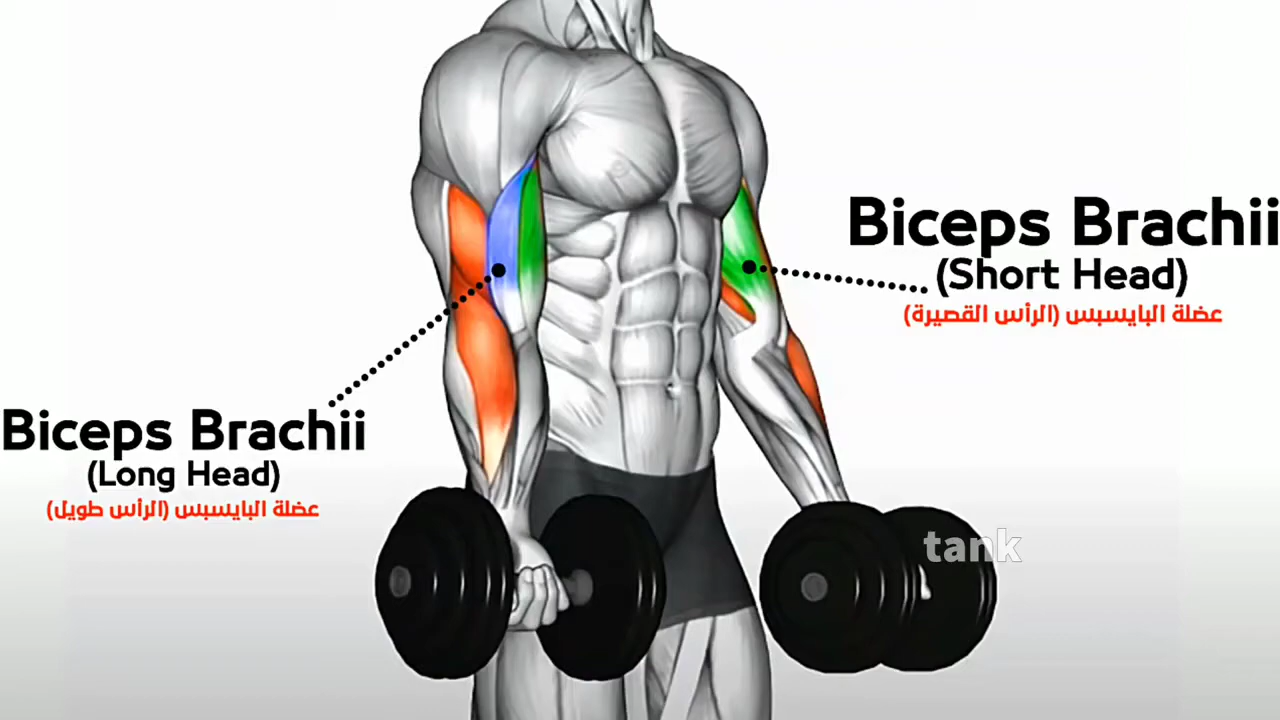 Biceps Brachii
(Short Head)
عضلة البايسبس (الرأس القصيرة)
Biceps Brachii
(Long Head)
عضلة البايسبس (الرأس طويل)
tank